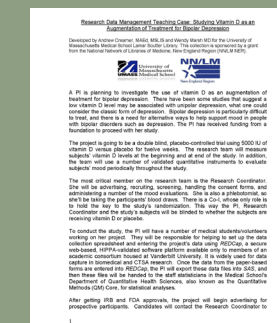 Research Data Management Teaching Case: Studying Vitamin D as an
Augmentation of Treatment for Bipolar Depression
Developed by Andrew Creamer, MAEd, MSLIS and Wendy Marsh MD for the University of
Massachusetts Medical School Lamar Soutter Library. This collection is sponsored by a grant
from the National Network of Libraries of Medicine, New England Region (NN/LM NER).
UMASS University of Massachusetts Medical School
NN/LM
New England Region
A PI is planning to investigate the use of vitamin D as an augmentation of
treatment for bipolar depression. There have been some studies that suggest a
low vitamin D level may be associated with unipolar depression, what one could
consider the classic form of depression. Bipolar depression is particularly difficult
to treat, and there is a need for alternative ways to help support mood in people
with bipolar disorders such as depression. The PI has received funding from a
foundation to proceed with her study.
The project is going to be a double blind, placebo-controlled trial using 5000 IU of
vitamin D versus placebo for twelve weeks. The research team will measure
subjects' vitamin D levels at the beginning and at end of the study. In addition,
the team will use a number of validated quantitative instruments to evaluate
subjects' mood periodically throughout the study.
The most critical member on the research team is the Research Coordinator.
She will be advertising, recruiting, screening, handling the consent forms, and
administering a number of the mood evaluations. She is also a phlebotomist, so
she'll be taking the participants' blood draws. There is a Co-I, whose only role is
to hold the key to the study's randomization. This way the PI, Research
Coordinator and the study's subjects will be blinded to whether the subjects are
receiving vitamin D or placebo.
To conduct the study, the PI will have a number of medical students/volunteers
working on her project. They will be responsible for helping to set up the data
collection spreadsheet and entering the project's data using REDCap, a secure
web-based, HIPPA-validated software platform available only to members of an
academic consortium housed at Vanderbilt University. It is widely used for data
capture in biomedical and CTSA research. Once the data from the paper-based
forms are entered into REDCap, the PI will export these data files into SAS, and
then these files will be handed to the staff statisticians in the Medical School's
Department of Quantitative Health Sciences, also known as the Quantitative
Methods (QM) Core, for statistical analyses.
After getting IRB and FDA approvals, the project will begin advertising for
prospective participants. Candidates will contact the Research Coordinator to
1